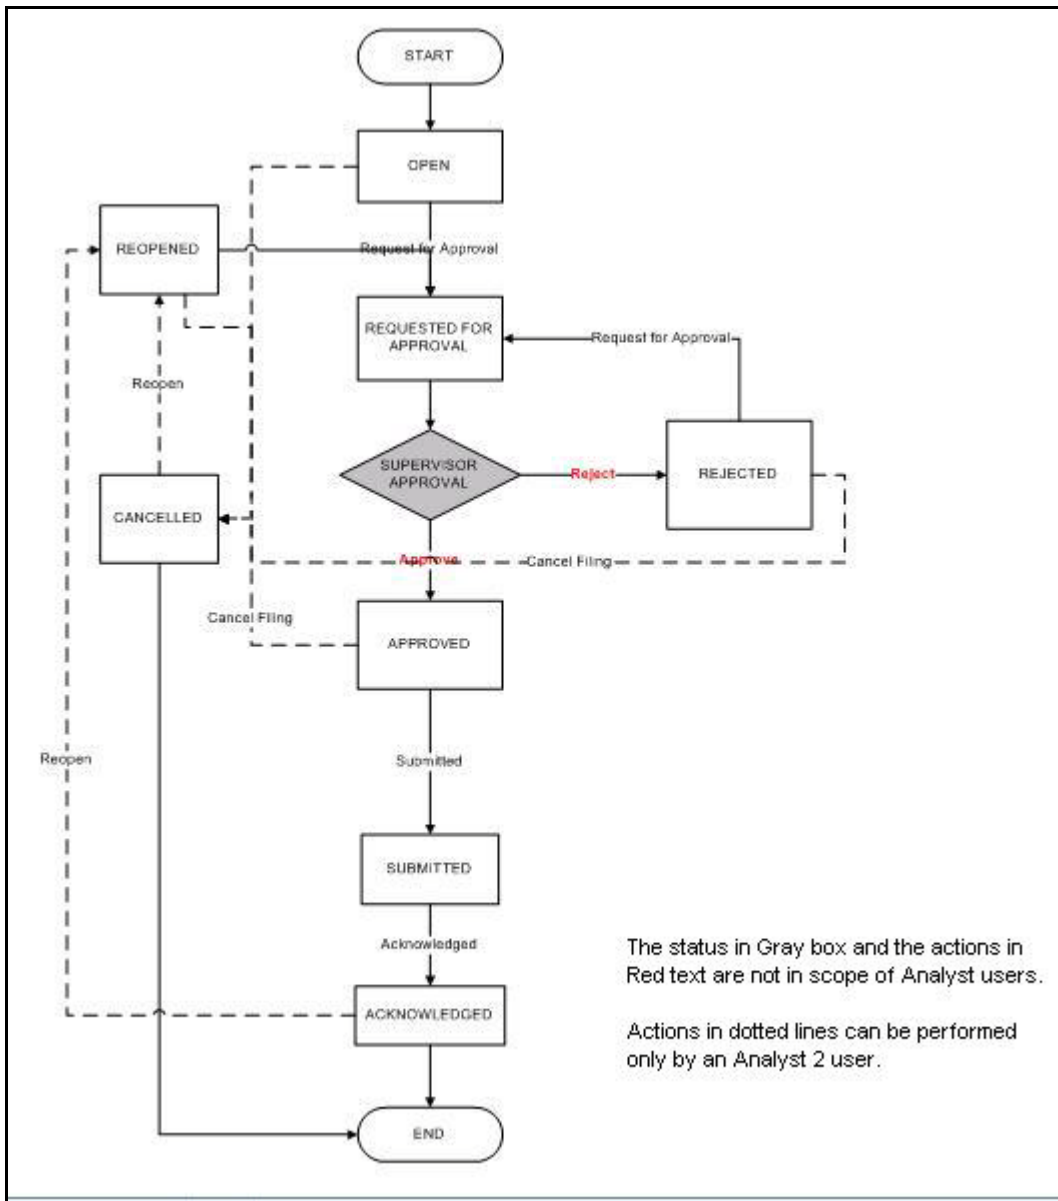 START
OPEN
REOPENED
Request for Approval
REQUESTED FOR
APPROVAL
Request for Approval
Reopen
SUPERVISOR
APPROVAL
Reject
REJECTED
CANCELLED
Approve
Cancel Filing
Cancel Filing
APPROVED
Reopen
Submitted
SUBMITTED
Acknowledged
The status in Gray box and the actions in
Red text are not in scope of Analyst users.
ACKNOWLEDGED
Actions in dotted lines can be performed
only by an Analyst 2 user.
END